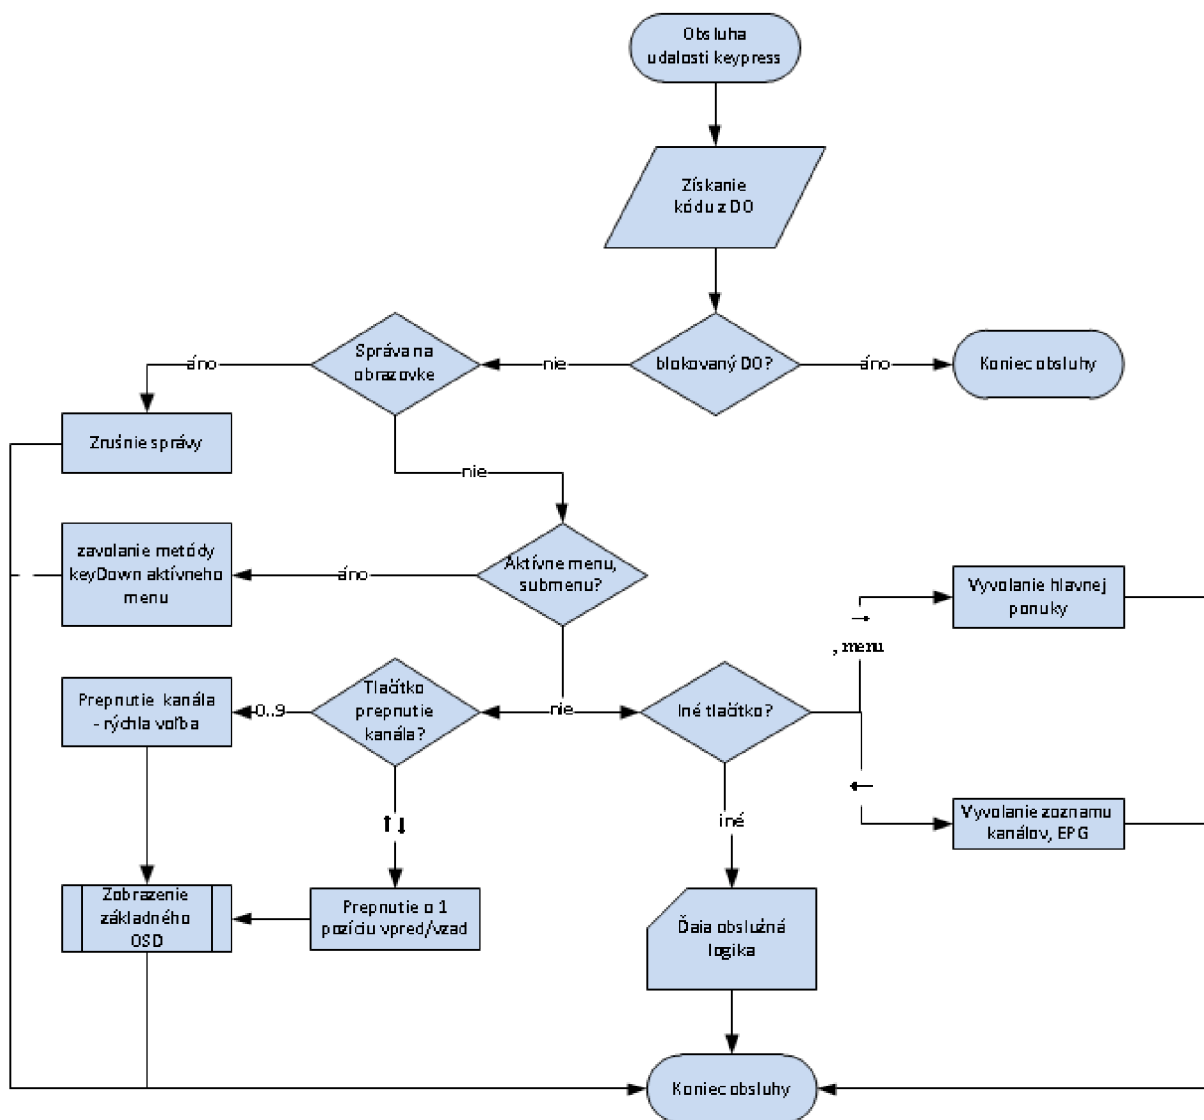 Obsluha
udalosti keypress
Získanie
kódu z DO
blokovaný DO?
áno
Koniec obsluhy
nie
Správa na
obrazovke
áno
Zrušnie správy
nie
Aktívne menu,
submenu?
áno
zavolanie metódy
keyDown aktívneho
menu
nie
Tlačítko
prepnutie
kanála?
0..9
Prepnutie kanála
- rýchla voľba
↑↓
Prepnutie o 1
pozíciu vpred/vzad
Zobrazenie
základného
OSD
Iné tlačítko?
→
, menu
Vyvolanie hlavnej
ponuky
←
Vyvolanie zoznamu
kanálov, EPG
iné
Ďaia obslužná
logika
Koniec obsluhy